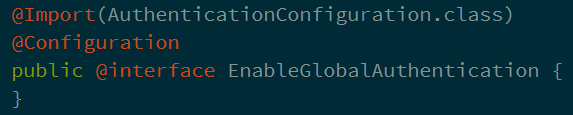 @Import(AuthenticationConfiguration.class)
@Configuration
public @interface EnableGlobalAuthentication {
}